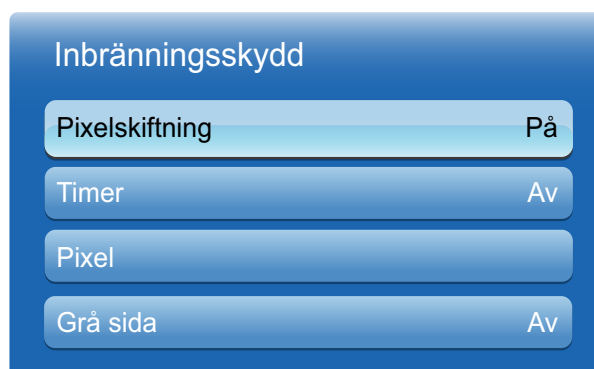 Inbränningsskydd
Pixelskiftning På
Timer Av
Pixel
Grå sida Av